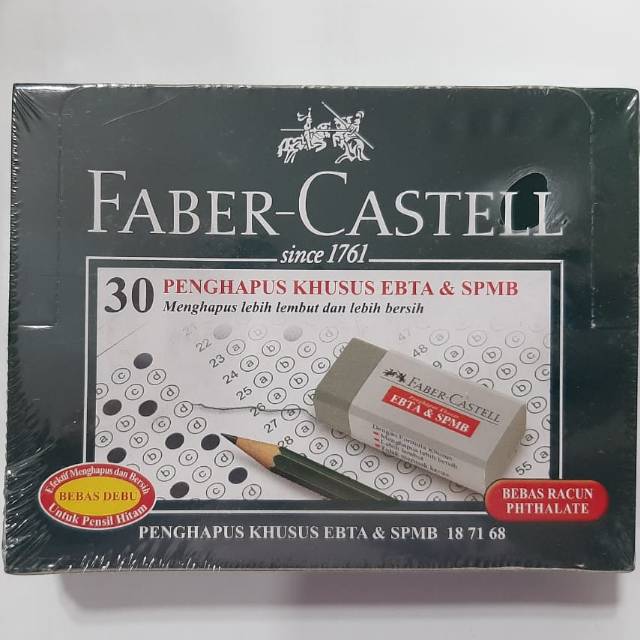 FABER-CASTELL
since 1761
30 PENGHAPUS KHUSUS EBTA & SPMB
Menghapus lebih lembut dan lebih bersih
FABER-CASTELL
Penghapus Khusus
EBTA & SPMB
Efektif Menghapus dan Bersih
BEBAS DEBU
Untuk Pensil Hitam
BEBAS RACUN
PHTHALATE
PENGHAPUS KHUSUS EBTA & SPMB 18 71 68